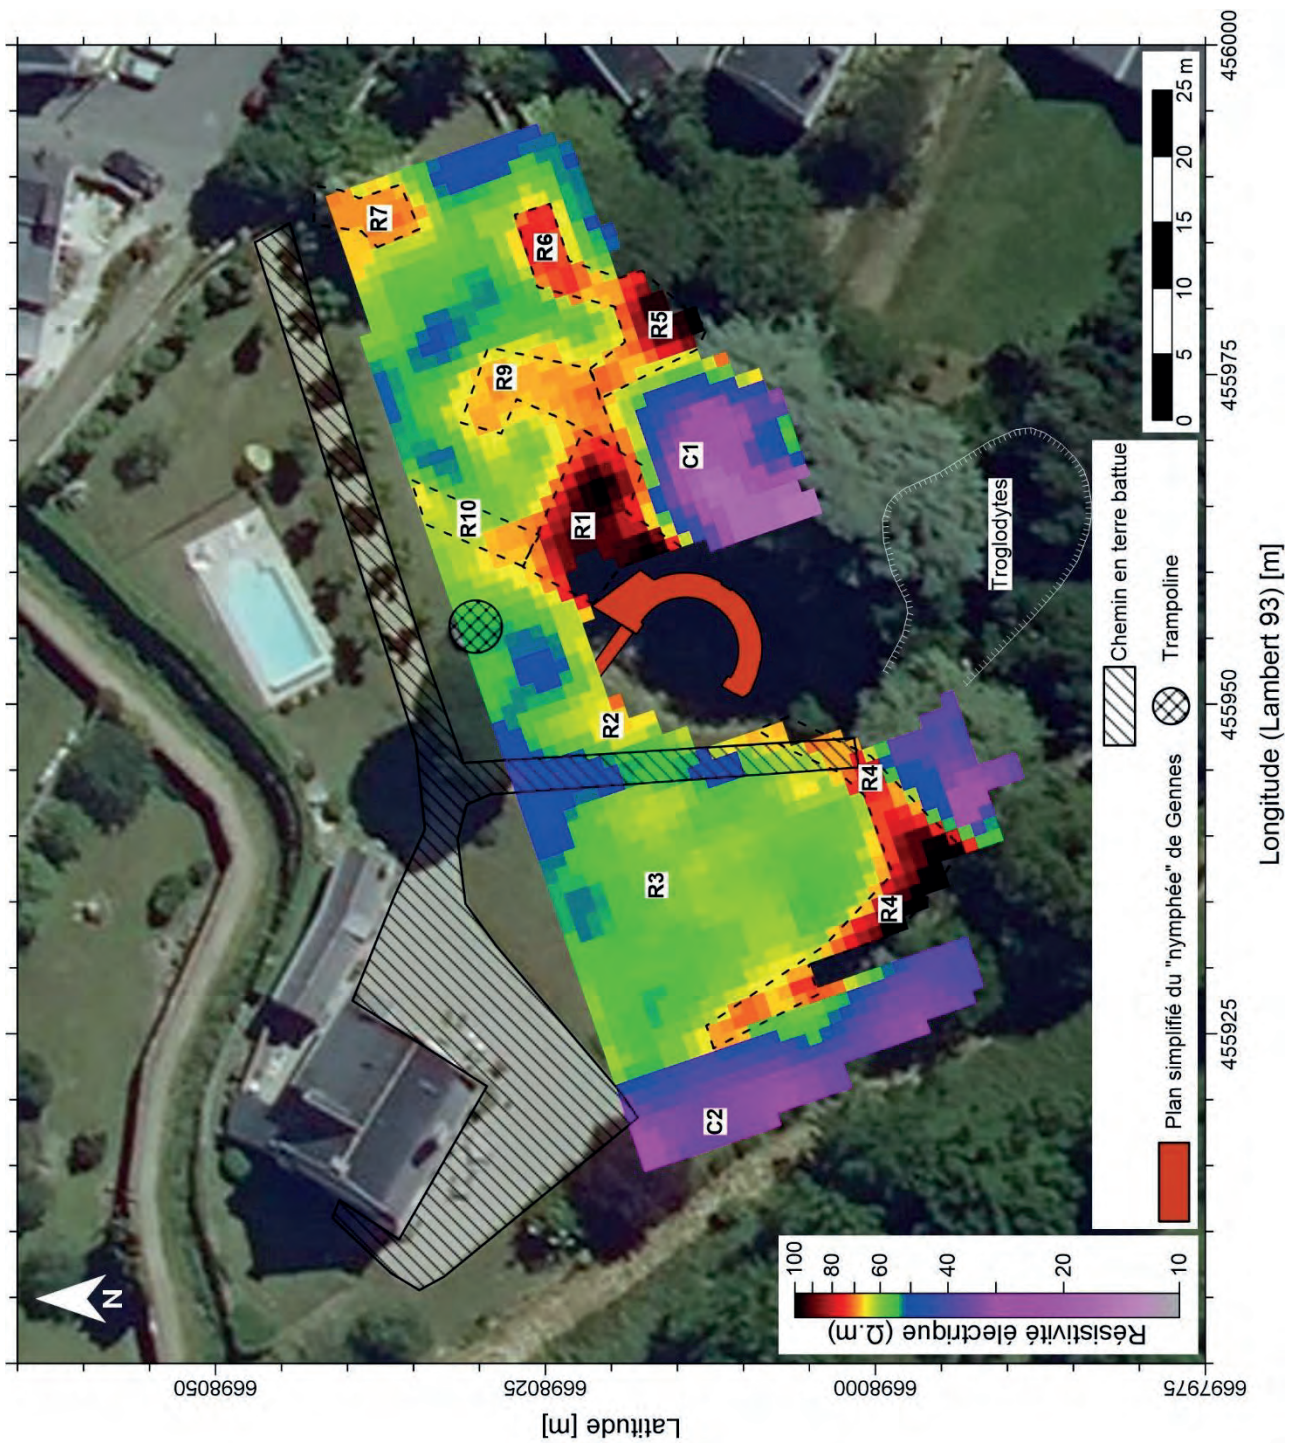 R7
R6
R5
R9
R10
R1
C1
R2
R3
R4
R4
C2
Troglodytes
N
Résistivité électrique (Ω.m)
100
80
60
40
20
10
Chemin en terre battue
Plan simplifié du "nymphée" de Gennes
Trampoline
0 5 10 15 20 25 m
Latitude [m]
6698050
6698025
6698000
6697975
455925
455950
455975
456000
Longitude (Lambert 93) [m]